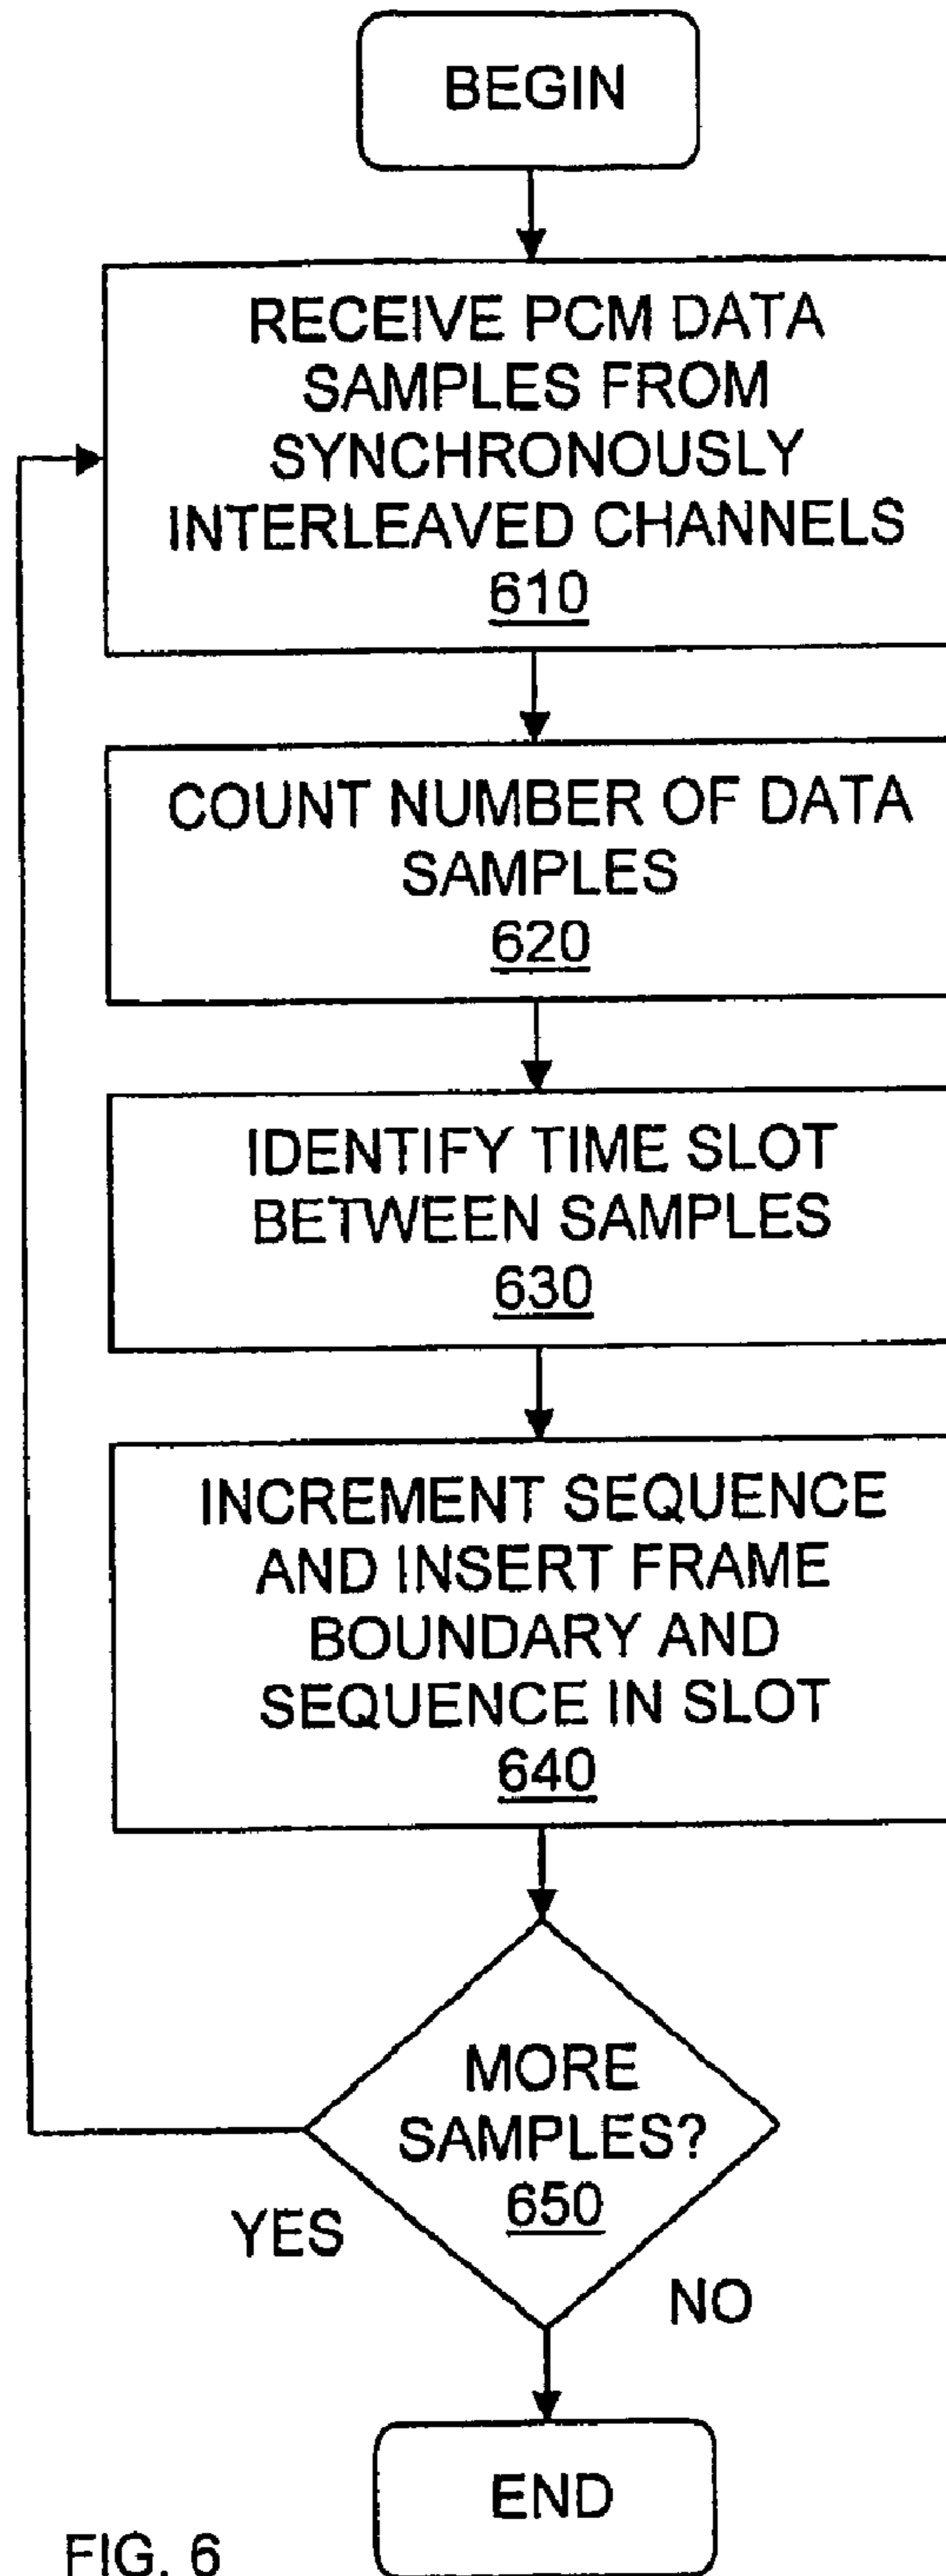 BEGIN
RECEIVE PCM DATA
SAMPLES FROM
SYNCHRONOUSLY
INTERLEAVED CHANNELS
610
COUNT NUMBER OF DATA
SAMPLES
620
IDENTIFY TIME SLOT
BETWEEN SAMPLES
630
INCREMENT SEQUENCE
AND INSERT FRAME
BOUNDARY AND
SEQUENCE IN SLOT
640
MORE
SAMPLES?
650
YES
NO
END
FIG. 6